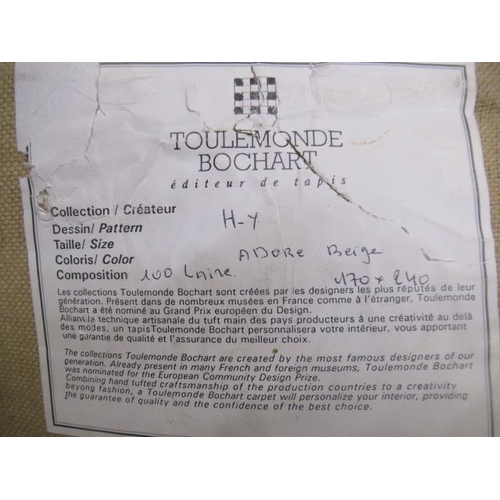 TOULEMONDE
BOCHART
éditeur de tapis
Collection / Créateur H-Y
Dessin / Pattern
Taille / Size ADORE Beige
Coloris / Color
Composition 100 Laine. 170 x 240
Les collections Toulemonde Bochart sont créées par les designers les plus réputés de leur
génération. Présent dans de nombreux musées en France comme à l'étranger, Toulemonde
Bochart a été nominé au Grand Prix européen du Design.
Alliant la technique artisanale du tuft main des pays producteurs à une créativité au delà
des modes, un tapisToulemonde Bochart personnalisera votre intérieur, vous apportant
une garantie de qualité et l'assurance du meilleur choix.
The collections Toulemonde Bochart are created by the most famous designers of our
generation. Already present in many French and foreign museums, Toulemonde Bochart
was nominated for the European Community Design Prize.
Combining hand tufted craftsmanship of the production countries to a creativity
beyong fashion, a Toulemonde Bochart carpet will personalize your interior, providing
the guarantee of quality and the confidence of the best choice.